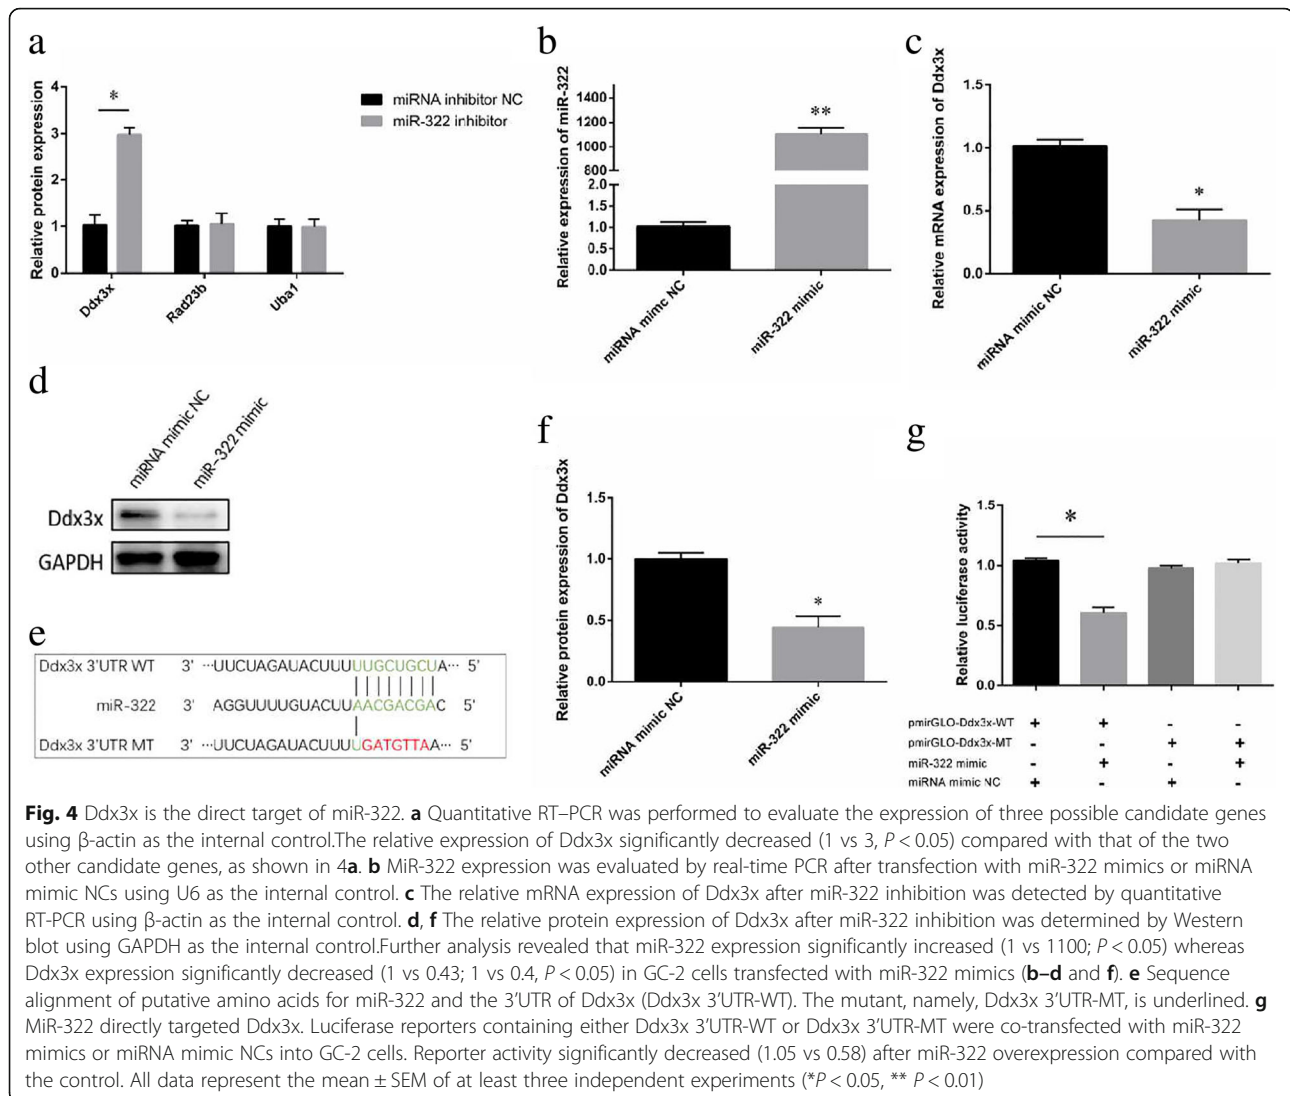 a
Relative protein expression
4
3
2
1
0
*
Ddx3x
Rad23b
Uba1
miRNA inhibitor NC
miR-322 inhibitor
b
Relative expression of miR-322
1400
1200
1000
800
2.0
1.5
1.0
0.5
0.0
**
miRNA mimc NC
miR-322 mimic
c
Relative mRNA expression of Ddx3x
1.5
1.0
0.5
0.0
*
miRNA mimic NC
miR-322 mimic
d
miRNA mimic NC
miR-322 mimic
Ddx3x
GAPDH
e
Ddx3x 3'UTR WT 3' ···UUCUAGAUACUUUUUGCUGCUA··· 5'
miR-322 3' AGGUUUUGUACUUAACGACGAC 5'
Ddx3x 3'UTR MT 3' ···UUCUAGAUACUUUUGATGTTAA··· 5'
f
Relative protein expression of Ddx3x
1.5
1.0
0.5
0.0
*
miRNA mimic NC
miR-322 mimic
g
Relative luciferase activity
1.5
1.0
0.5
0.0
*
pmirGLO-Ddx3x-WT + + - -
pmirGLO-Ddx3x-MT - - + +
miR-322 mimic - + - +
miRNA mimic NC + - + -
Fig. 4 Ddx3x is the direct target of miR-322. a Quantitative RT–PCR was performed to evaluate the expression of three possible candidate genes
using β-actin as the internal control.The relative expression of Ddx3x significantly decreased (1 vs 3, P < 0.05) compared with that of the two
other candidate genes, as shown in 4a. b MiR-322 expression was evaluated by real-time PCR after transfection with miR-322 mimics or miRNA
mimic NCs using U6 as the internal control. c The relative mRNA expression of Ddx3x after miR-322 inhibition was detected by quantitative
RT-PCR using β-actin as the internal control. d, f The relative protein expression of Ddx3x after miR-322 inhibition was determined by Western
blot using GAPDH as the internal control.Further analysis revealed that miR-322 expression significantly increased (1 vs 1100; P < 0.05) whereas
Ddx3x expression significantly decreased (1 vs 0.43; 1 vs 0.4, P < 0.05) in GC-2 cells transfected with miR-322 mimics (b–d and f). e Sequence
alignment of putative amino acids for miR-322 and the 3'UTR of Ddx3x (Ddx3x 3'UTR-WT). The mutant, namely, Ddx3x 3'UTR-MT, is underlined. g
MiR-322 directly targeted Ddx3x. Luciferase reporters containing either Ddx3x 3'UTR-WT or Ddx3x 3'UTR-MT were co-transfected with miR-322
mimics or miRNA mimic NCs into GC-2 cells. Reporter activity significantly decreased (1.05 vs 0.58) after miR-322 overexpression compared with
the control. All data represent the mean ± SEM of at least three independent experiments (*P < 0.05, ** P < 0.01)